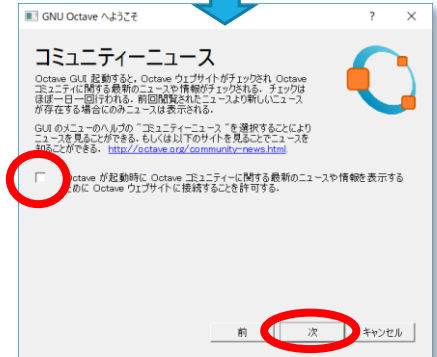 GNU Octave へようこそ
コミュニティーニュース
Octave GUI 起動すると、Octave ウェブサイトがチェックされ Octave
コミュニティに関する最新のニュースや情報がチェックされる. チェックは
ほぼ一日一回行われる. 前回閲覧されたニュースより新しいニュース
が存在する場合にのみニュースは表示される.
GUI のメニューのヘルプの "コミュニティーニュース "を選択することにより
ニュースを見ることができる. もしくは以下のサイトを見ることでニュースを
知ることができる. http://octave.org/community-news.html.
Octave が起動時に Octave コミュニティーに関する最新のニュースや情報を表示する
ために Octave ウェブサイトに接続することを許可する.
前 次 キャンセル